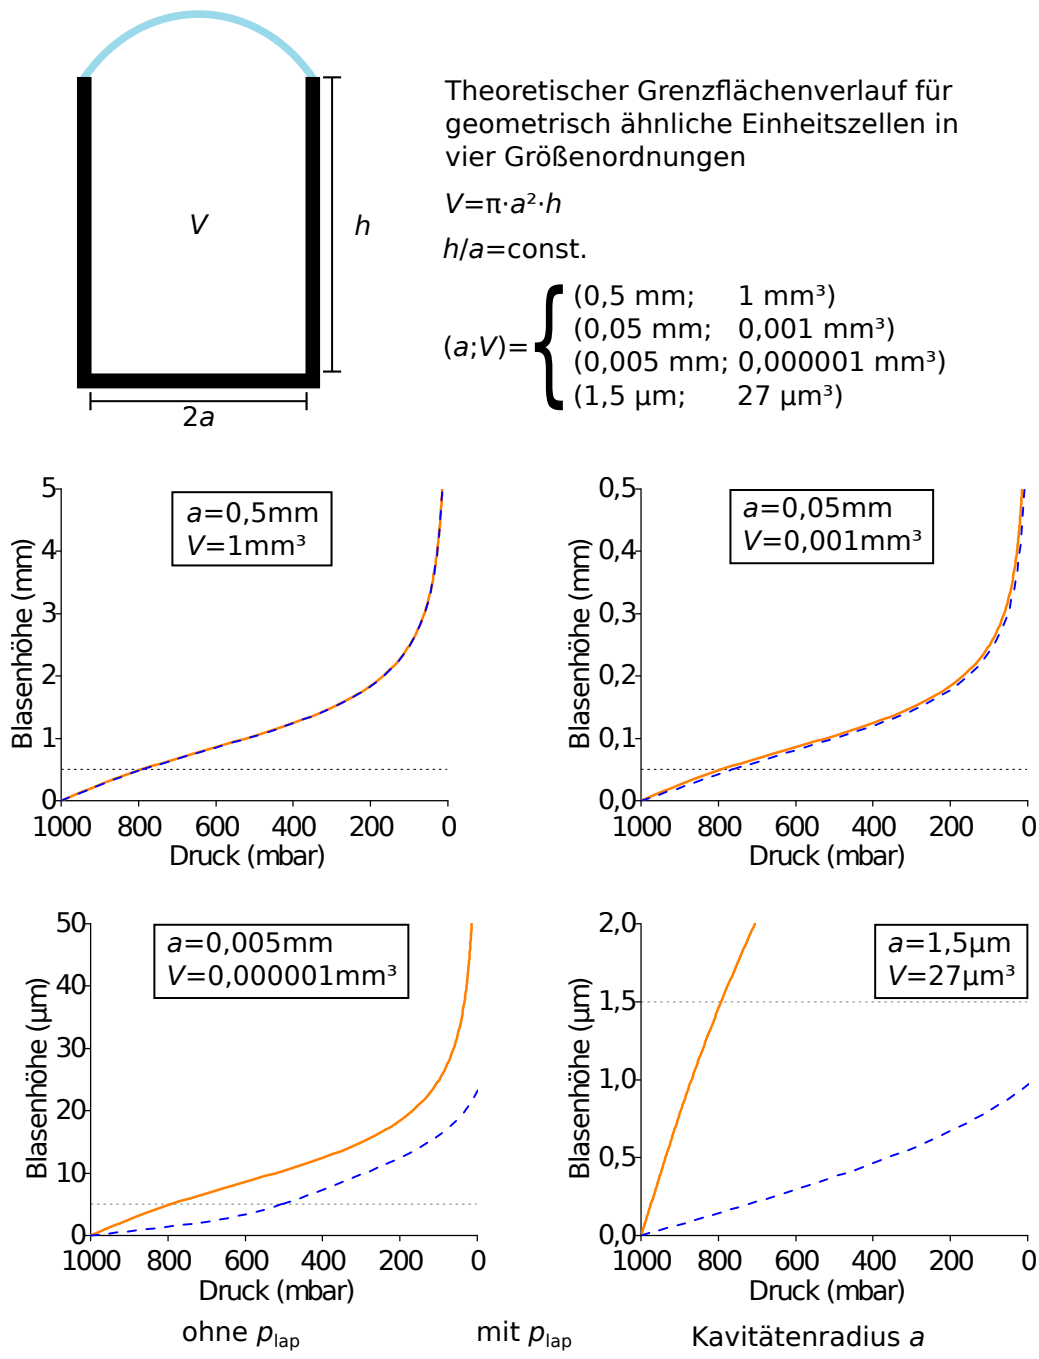 Theoretischer Grenzflächenverlauf für
geometrisch ähnliche Einheitszellen in
vier Größenordnungen
V=π·a²·h
h/a=const.
(a;V)=
(0,5 mm; 1 mm³)
(0,05 mm; 0,001 mm³)
(0,005 mm; 0,000001 mm³)
(1,5 µm; 27 µm³)
V
h
2a
a=0,5mm
V=1mm³
Blasenhöhe (mm)
5
4
3
2
1
0
1000 800 600 400 200 0
Druck (mbar)
a=0,05mm
V=0,001mm³
Blasenhöhe (mm)
0,5
0,4
0,3
0,2
0,1
0,0
1000 800 600 400 200 0
Druck (mbar)
a=0,005mm
V=0,000001mm³
Blasenhöhe (µm)
50
40
30
20
10
0
1000 800 600 400 200 0
Druck (mbar)
a=1,5µm
V=27µm³
Blasenhöhe (µm)
2,0
1,5
1,0
0,5
0,0
1000 800 600 400 200 0
Druck (mbar)
ohne p_lap mit p_lap Kavitätenradius a